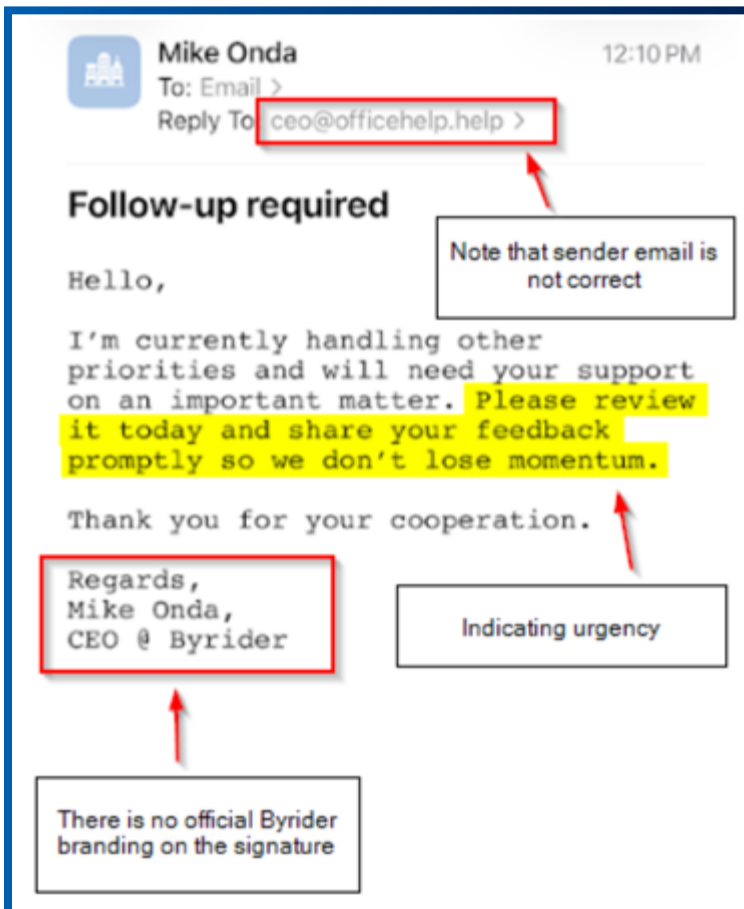 Mike Onda
12:10 PM
To: Email >
Reply To ceo@officehelp.help >
Follow-up required
Note that sender email is
not correct
Hello,
I'm currently handling other
priorities and will need your support
on an important matter. Please review
it today and share your feedback
promptly so we don't lose momentum.
Thank you for your cooperation.
Regards,
Mike Onda,
CEO @ Byrider
Indicating urgency
There is no official Byrider
branding on the signature